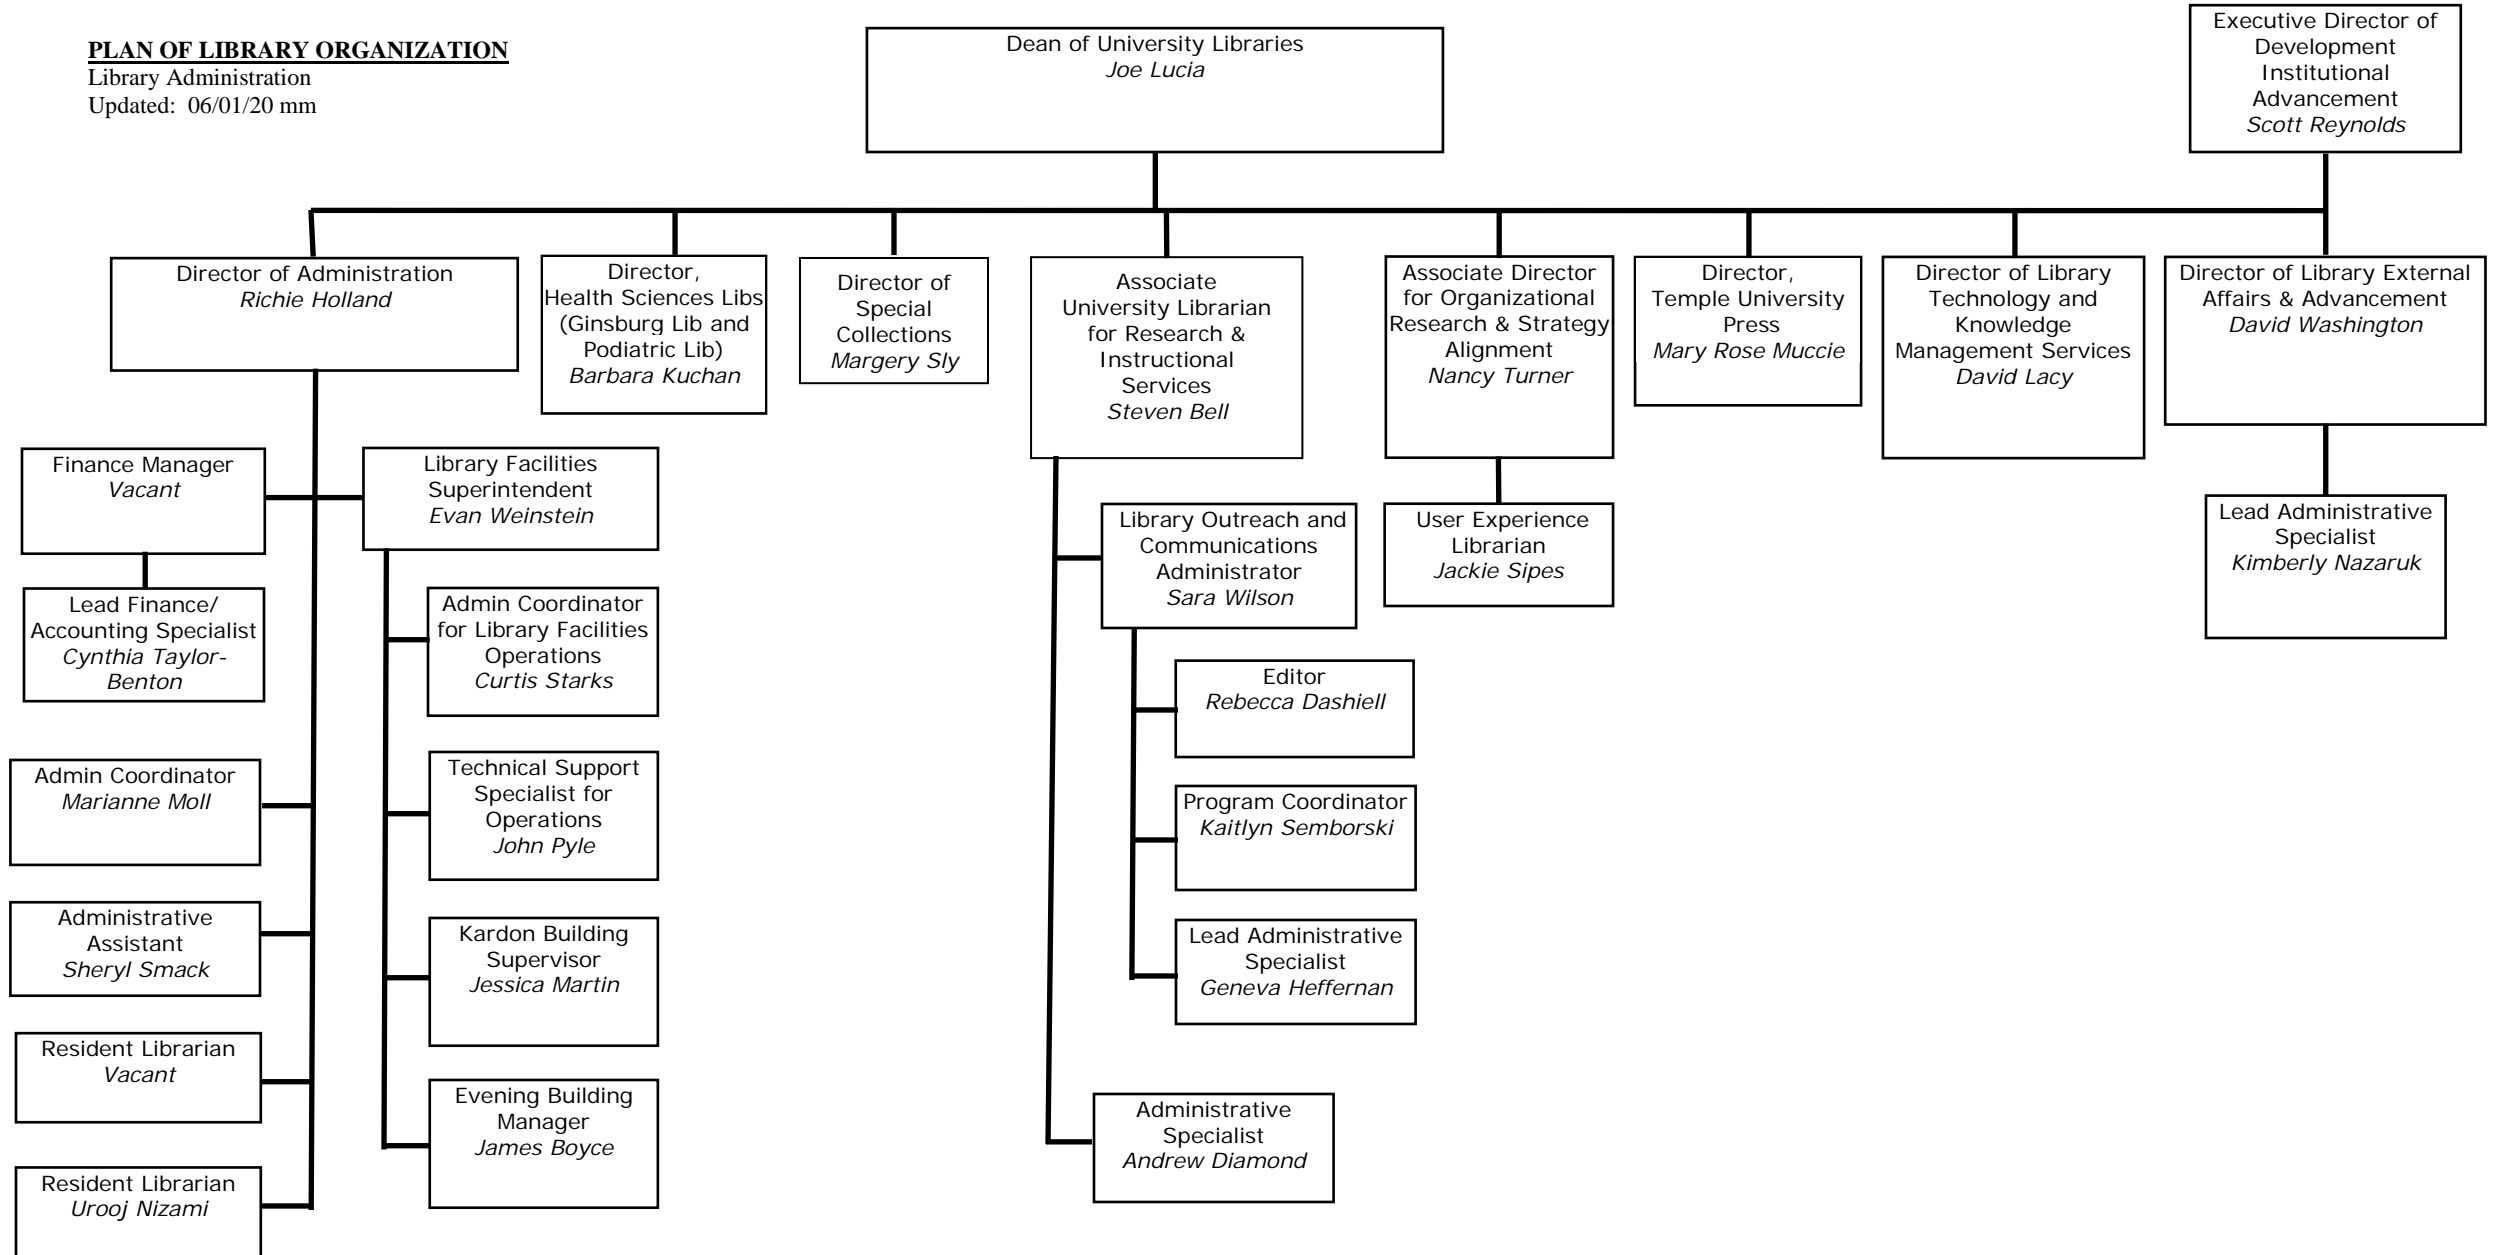 PLAN OF LIBRARY ORGANIZATION
Library Administration
Updated: 06/01/20 mm
Dean of University Libraries
Joe Lucia
Executive Director of
Development
Institutional
Advancement
Scott Reynolds
Director of Administration
Richie Holland
Director,
Health Sciences Libs
(Ginsburg Lib and
Podiatric Lib)
Barbara Kuchan
Director of
Special
Collections
Margery Sly
Associate
University Librarian
for Research &
Instructional
Services
Steven Bell
Associate Director
for Organizational
Research & Strategy
Alignment
Nancy Turner
Director,
Temple University
Press
Mary Rose Muccie
Director of Library
Technology and
Knowledge
Management Services
David Lacy
Director of Library External
Affairs & Advancement
David Washington
Finance Manager
Vacant
Library Facilities
Superintendent
Evan Weinstein
Lead Finance/
Accounting Specialist
Cynthia Taylor-
Benton
Admin Coordinator
for Library Facilities
Operations
Curtis Starks
Admin Coordinator
Marianne Moll
Technical Support
Specialist for
Operations
John Pyle
Administrative
Assistant
Sheryl Smack
Kardon Building
Supervisor
Jessica Martin
Resident Librarian
Vacant
Evening Building
Manager
James Boyce
Resident Librarian
Urooj Nizami
Library Outreach and
Communications
Administrator
Sara Wilson
Editor
Rebecca Dashiell
Program Coordinator
Kaitlyn Semborski
Lead Administrative
Specialist
Geneva Heffernan
Administrative
Specialist
Andrew Diamond
User Experience
Librarian
Jackie Sipes
Lead Administrative
Specialist
Kimberly Nazaruk